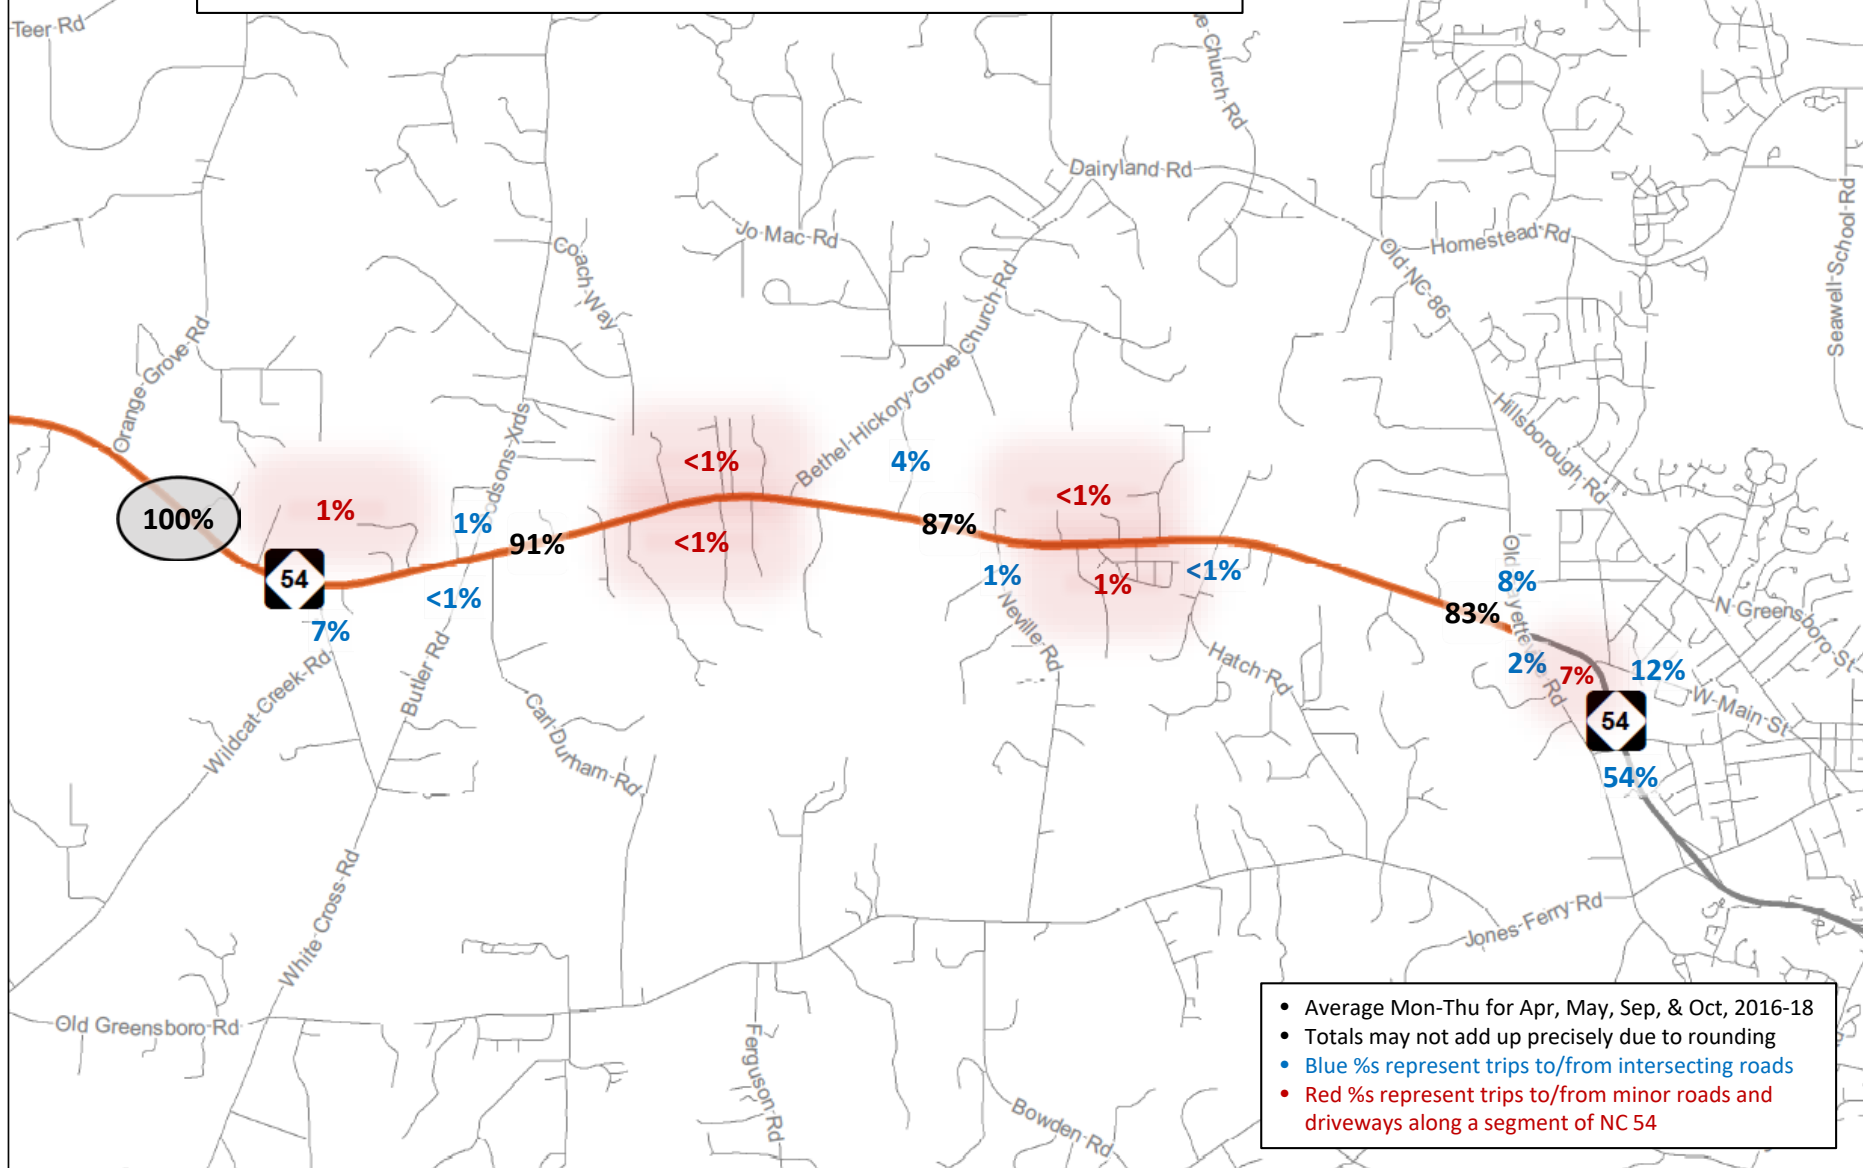 Teer Rd
e Church Rd
Dairyland Rd
Jo Mac Rd
Coach Way
Homestead Rd
Old NC 86
Seawell School Rd
Orange Grove Rd
Bethel Hickory Grove Church Rd
odsons Xrds
Hillsborough Rd
<1%
4%
<1%
100%
1%
1%
91%
<1%
87%
54
<1%
7%
1%
1%
<1%
8%
83%
Old
ayette
e Rd
2%
7%
12%
N Greensboro St
W Main St
54
54%
Neville Rd
Hatch Rd
Butler Rd
Wildcat Creek Rd
Carl Durham Rd
White Cross Rd
Jones Ferry Rd
Old Greensboro Rd
Ferguson Rd
Bowden Rd
• Average Mon-Thu for Apr, May, Sep, & Oct, 2016-18
• Totals may not add up precisely due to rounding
• Blue %s represent trips to/from intersecting roads
• Red %s represent trips to/from minor roads and
driveways along a segment of NC 54